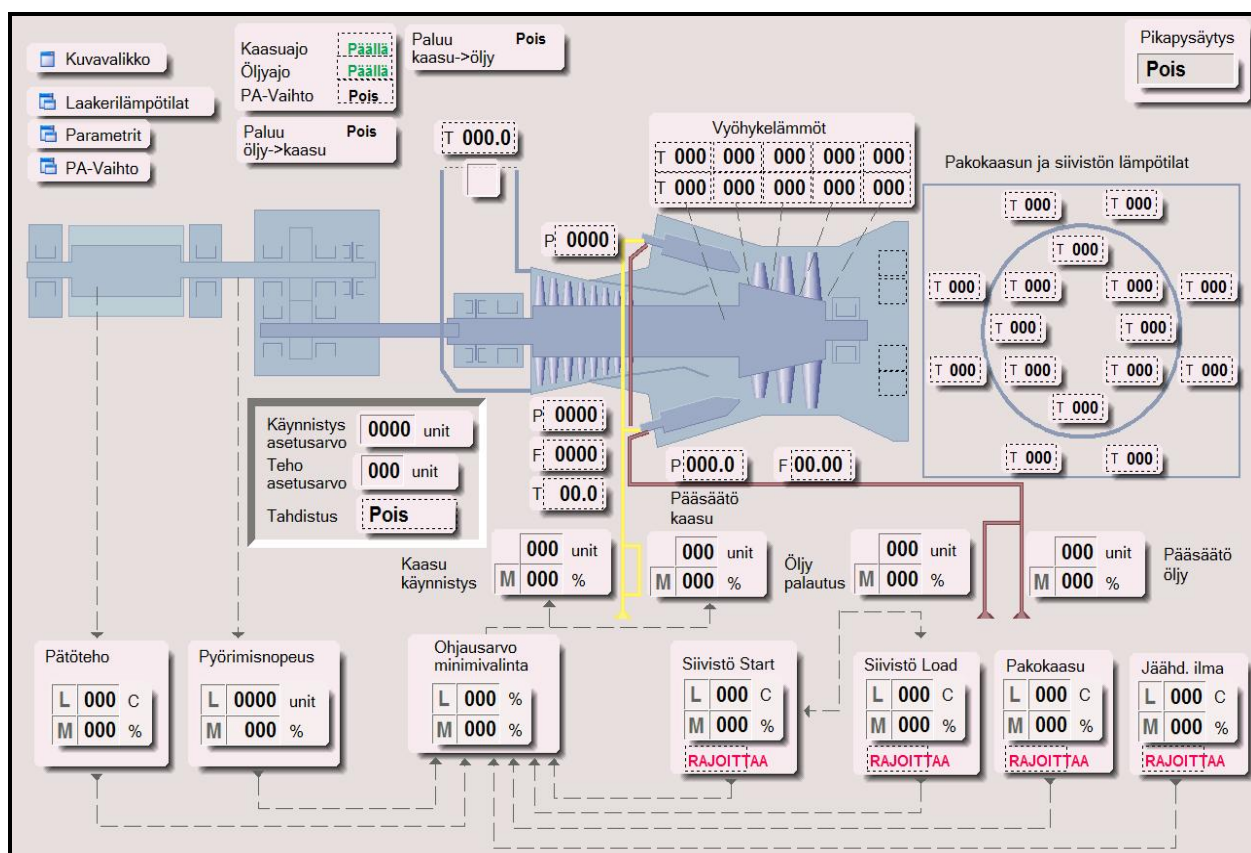 Kuvavalikko
Laakerilämpötilat
Parametrit
PA-Vaihto
Kaasuajo Päällä
Öljyajo Päällä
PA-Vaihto Pois
Paluu Pois
kaasu->öljy
Paluu Pois
öljy->kaasu
Pikapysäytys
Pois
T 000.0
Vyöhykelämmöt
T 000 000 000 000 000
T 000 000 000 000 000
Pakokaasun ja siivistön lämpötilat
T 000 T 000
T 000
T 000 T 000 T 000 T 000
T 000 T 000
T 000 T 000 T 000 T 000
T 000
T 000 T 000
P 0000
P 0000
F 0000
T 00.0
P 000.0 F 00.00
Käynnistys
asetusarvo 0000 unit
Teho
asetusarvo 000 unit
Tahdistus Pois
Kaasu
käynnistys
000 unit
M 000 %
Pääsäätö
kaasu
000 unit
M 000 %
Öljy
palautus
000 unit
M 000 %
Pääsäätö
öljy
000 unit
M 000 %
Pätöteho
L 000 C
M 000 %
Pyörimisnopeus
L 0000 unit
M 000 %
Ohjausarvo
minimivalinta
L 000 %
M 000 %
Siivistö Start
L 000 C
M 000 %
RAJOITTAA
Siivistö Load
L 000 C
M 000 %
RAJOITTAA
Pakokaasu
L 000 C
M 000 %
RAJOITTAA
Jäähd. ilma
L 000 C
M 000 %
RAJOITTAA